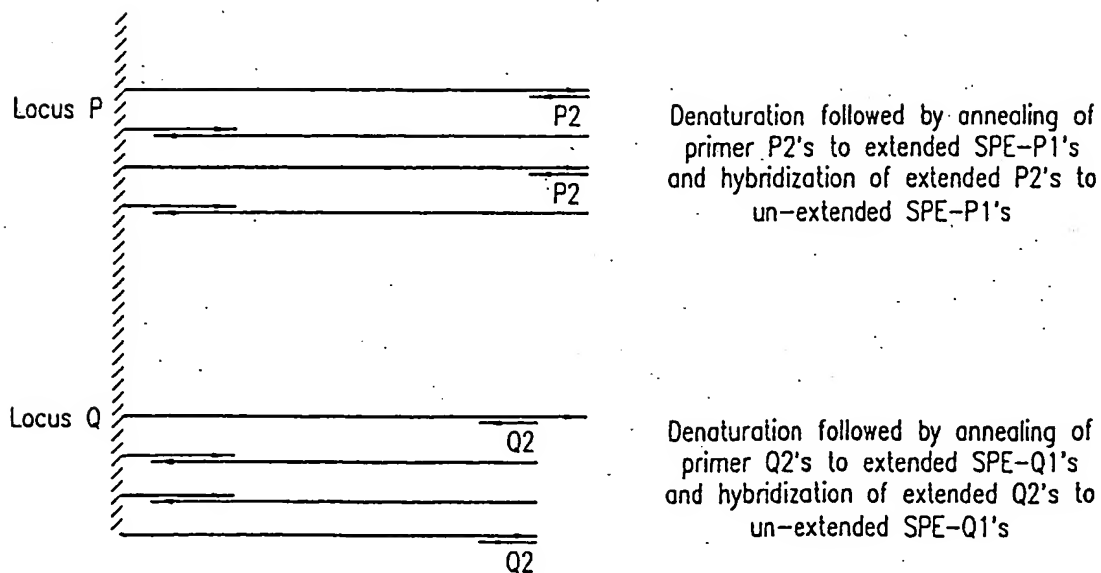 Locus P
P2
P2
Denaturation followed by annealing of
primer P2's to extended SPE-P1's
and hybridization of extended P2's to
un-extended SPE-P1's
Locus Q
Q2
Q2
Denaturation followed by annealing of
primer Q2's to extended SPE-Q1's
and hybridization of extended Q2's to
un-extended SPE-Q1's